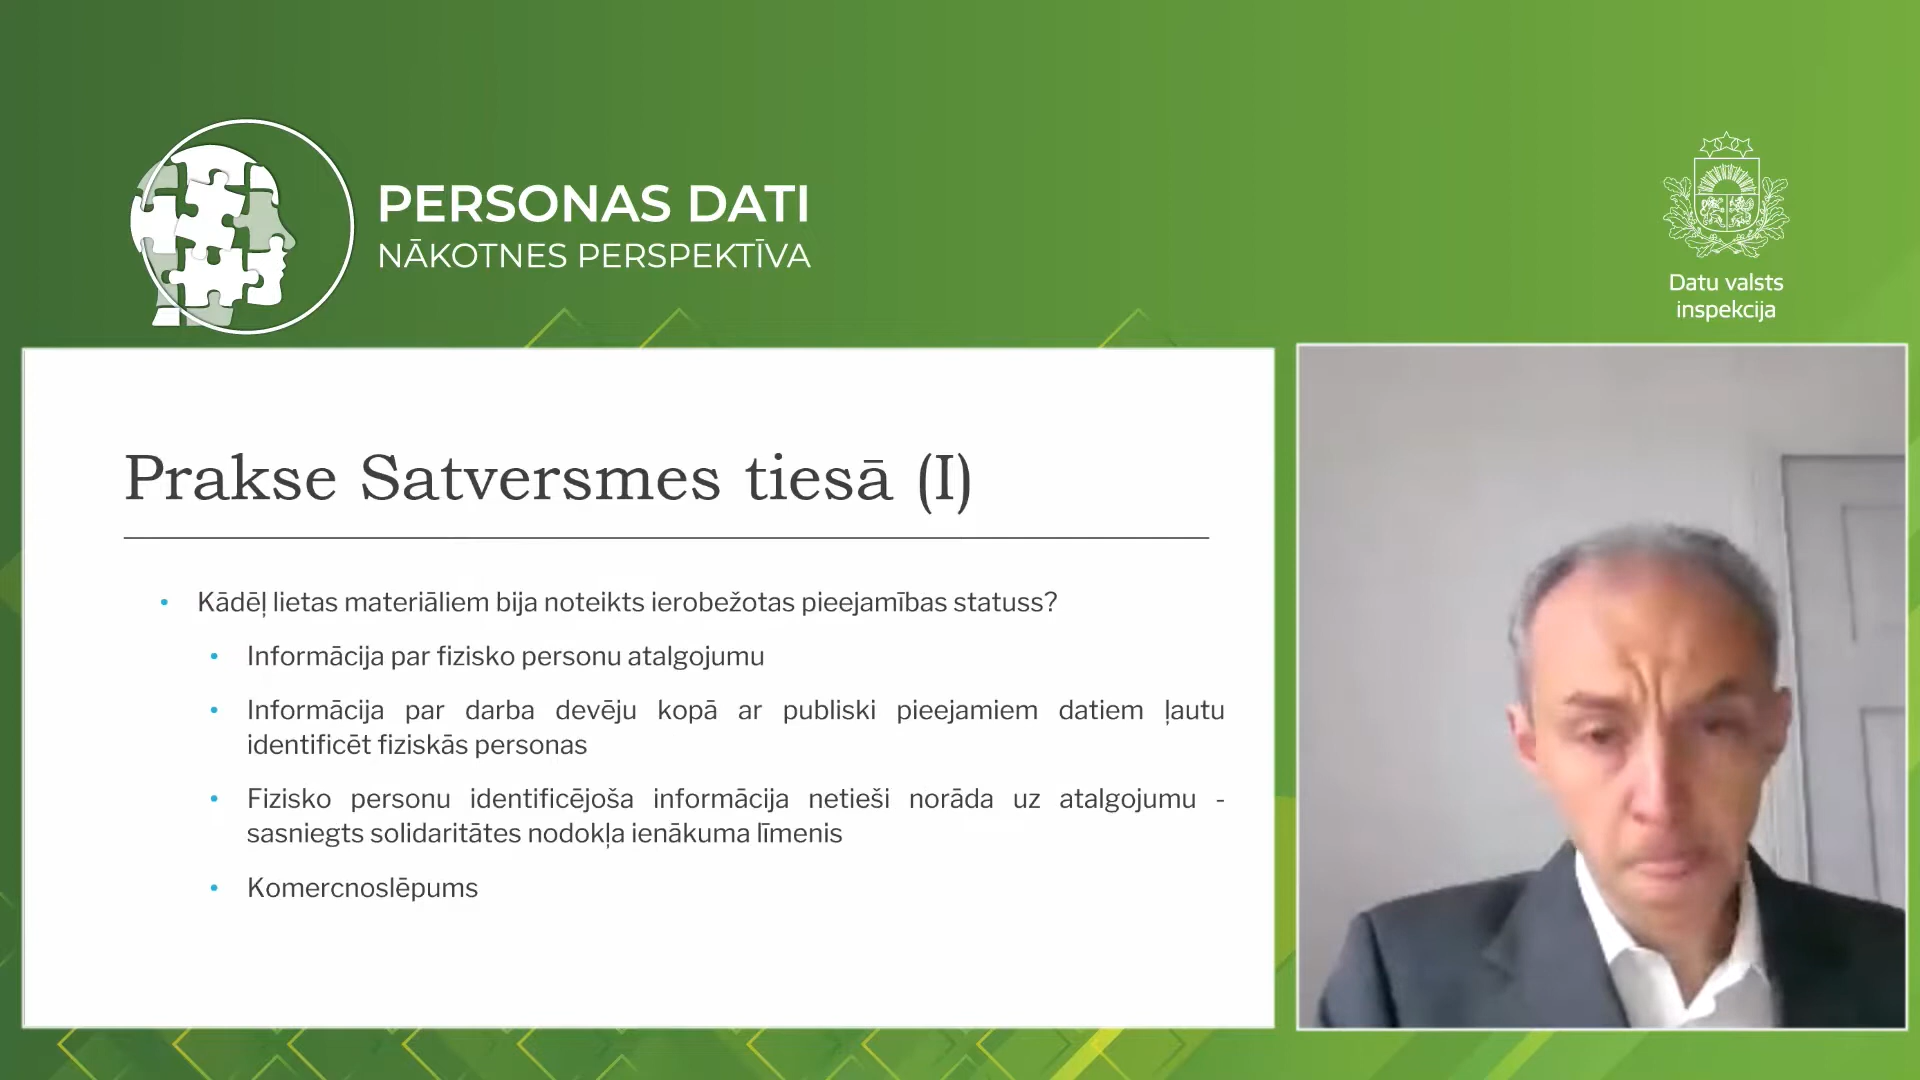 PERSONAS DATI
NĀKOTNES PERSPEKTĪVA
Datu valsts
inspekcija
Prakse Satversmes tiesā (I)
• Kādēļ lietas materiāliem bija noteikts ierobežotas pieejamības statuss?
• Informācija par fizisko personu atalgojumu
• Informācija par darba devēju kopā ar publiski pieejamiem datiem ļautu
identificēt fiziskās personas
• Fizisko personu identificējoša informācija netieši norāda uz atalgojumu -
sasniegts solidaritātes nodokļa ienākuma līmenis
• Komercnoslēpums